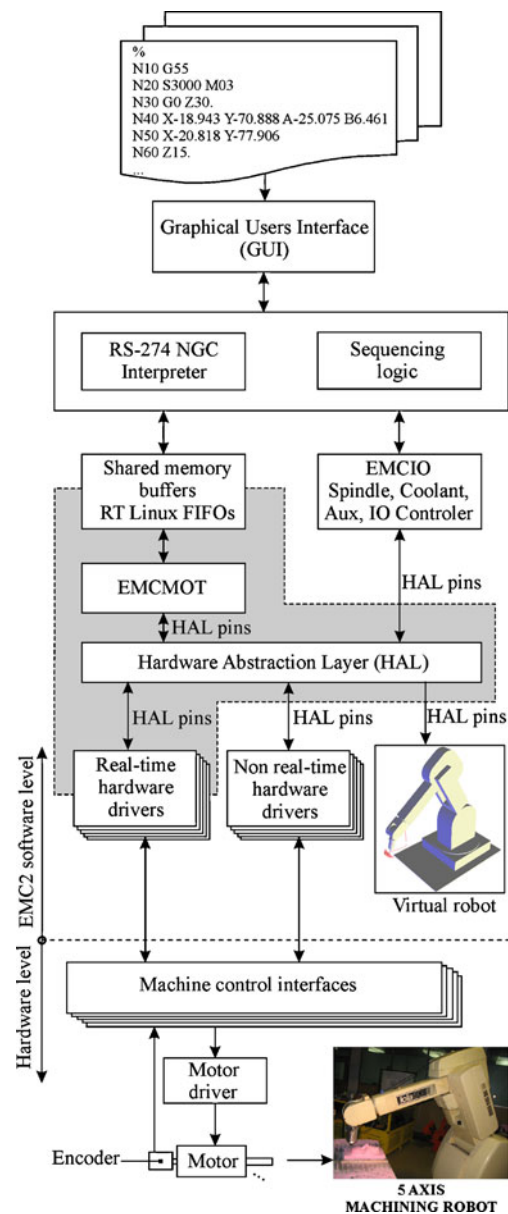 %
N10 G55
N20 S3000 M03
N30 G0 Z30.
N40 X-18.943 Y-70.888 A-25.075 B6.461
N50 X-20.818 Y-77.906
N60 Z15.
...
Graphical Users Interface
(GUI)
RS-274 NGC
Interpreter
Sequencing
logic
Shared memory
buffers
RT Linux FIFOs
EMCIO
Spindle, Coolant,
Aux, IO Controler
EMCMOT
HAL pins
HAL pins
Hardware Abstraction Layer (HAL)
HAL pins
HAL pins
HAL pins
Real-time
hardware
drivers
Non real-time
hardware
drivers
Virtual robot
EMC2 software level
Hardware level
Machine control interfaces
Motor
driver
Encoder
Motor
...
5 AXIS
MACHINING ROBOT